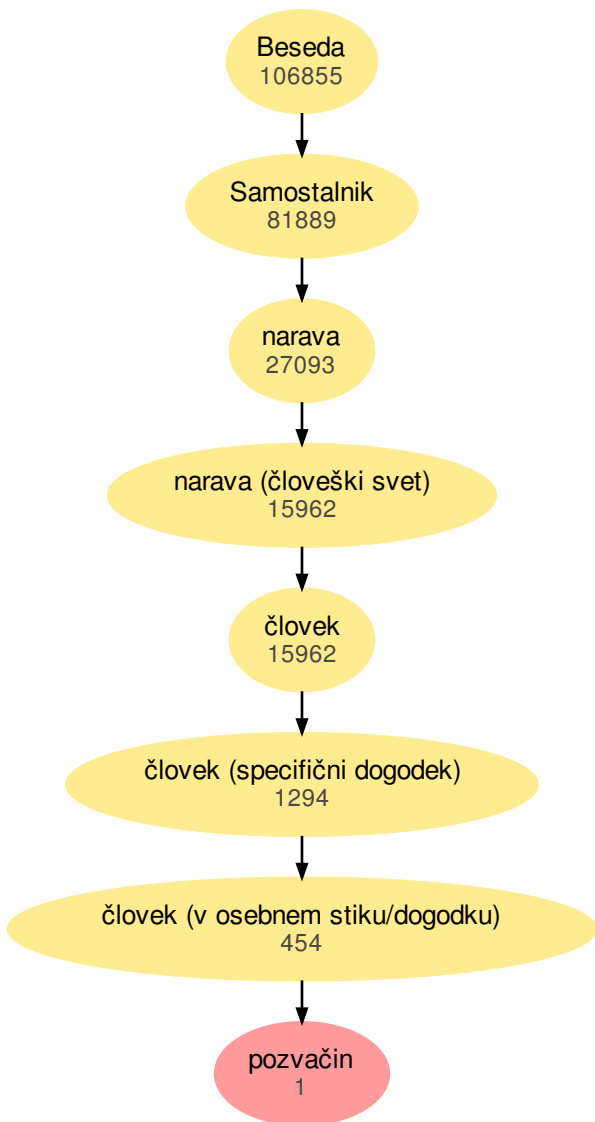 Beseda
106855
Samostalnik
81889
narava
27093
narava (človeški svet)
15962
človek
15962
človek (specifični dogodek)
1294
človek (v osebnem stiku/dogodku)
454
pozvačin
1